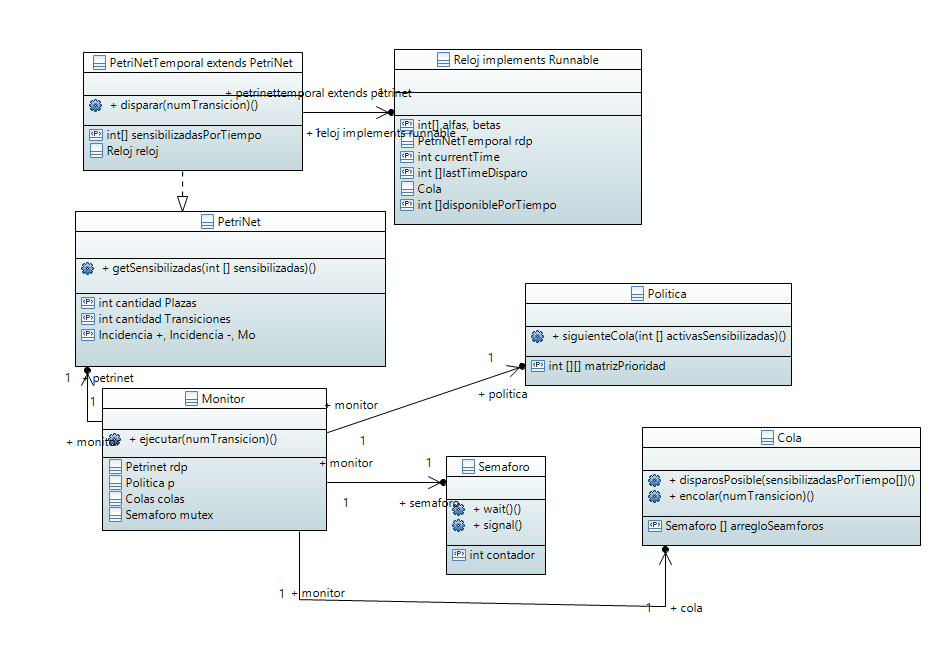 PetriNetTemporal extends PetriNet
+ disparar(numTransicion)()
int[] sensibilizadasPorTiempo
Reloj reloj
+ petrinettemporal extends petrinet
1
+ reloj implements runnable
1
Reloj implements Runnable
int[] alfas, betas
PetriNetTemporal rdp
int currentTime
int []lastTimeDisparo
Cola
int []disponiblePorTiempo
PetriNet
+ getSensibilizadas(int [] sensibilizadas)()
int cantidad Plazas
int cantidad Transiciones
Incidencia +, Incidencia -, Mo
1
+ petrinet
1
+ monitor
Monitor
+ ejecutar(numTransicion)()
Petrinet rdp
Politica p
Colas colas
Semaforo mutex
+ monitor
1
1
+ politica
Politica
+ siguienteCola(int [] activasSensibilizadas)()
int [][] matrizPrioridad
+ monitor
1
1
+ semaforo
Semaforo
+ wait()()
+ signal()
int contador
Cola
+ disparosPosible(sensibilizadasPorTiempo[])()
+ encolar(numTransicion)()
Semaforo [] arregloSeamforos
1
+ monitor
1
+ cola